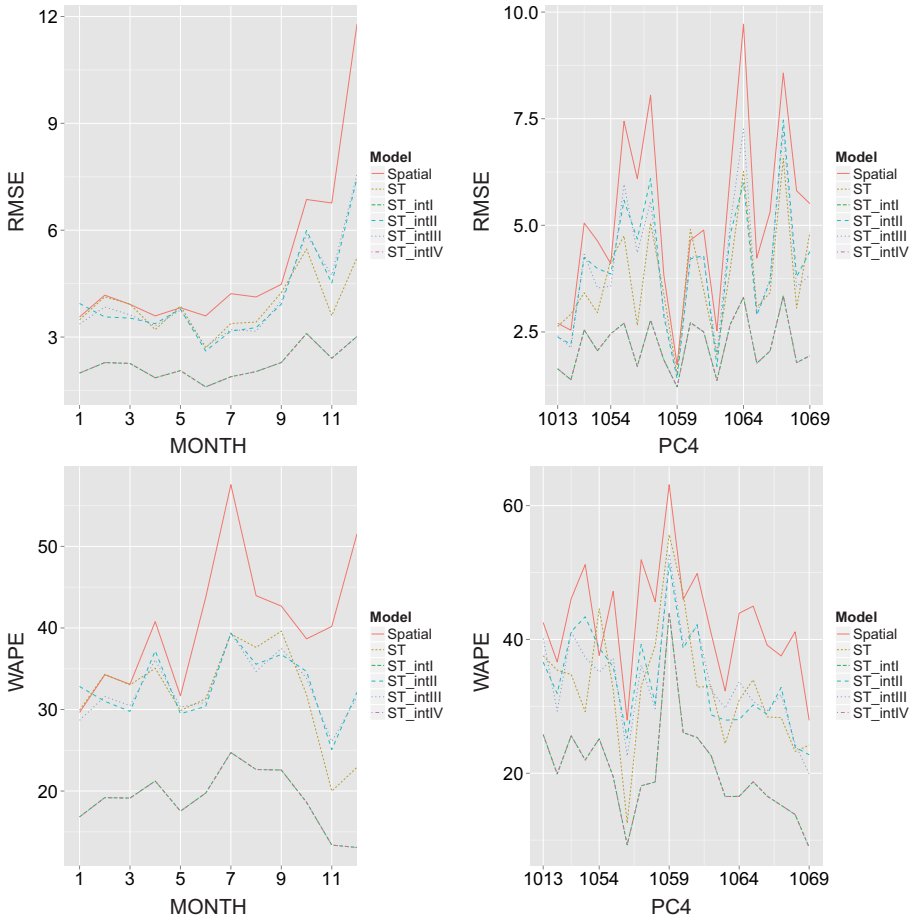 12
9
6
3
RMSE
1 3 5 7 9 11
MONTH
Model
Spatial
ST
ST_intI
ST_intII
ST_intIII
ST_intIV
10.0
7.5
5.0
2.5
RMSE
1013 1054 1059 1064 1069
PC4
Model
Spatial
ST
ST_intI
ST_intII
ST_intIII
ST_intIV
50
40
30
20
WAPE
1 3 5 7 9 11
MONTH
Model
Spatial
ST
ST_intI
ST_intII
ST_intIII
ST_intIV
60
40
20
WAPE
1013 1054 1059 1064 1069
PC4
Model
Spatial
ST
ST_intI
ST_intII
ST_intIII
ST_intIV